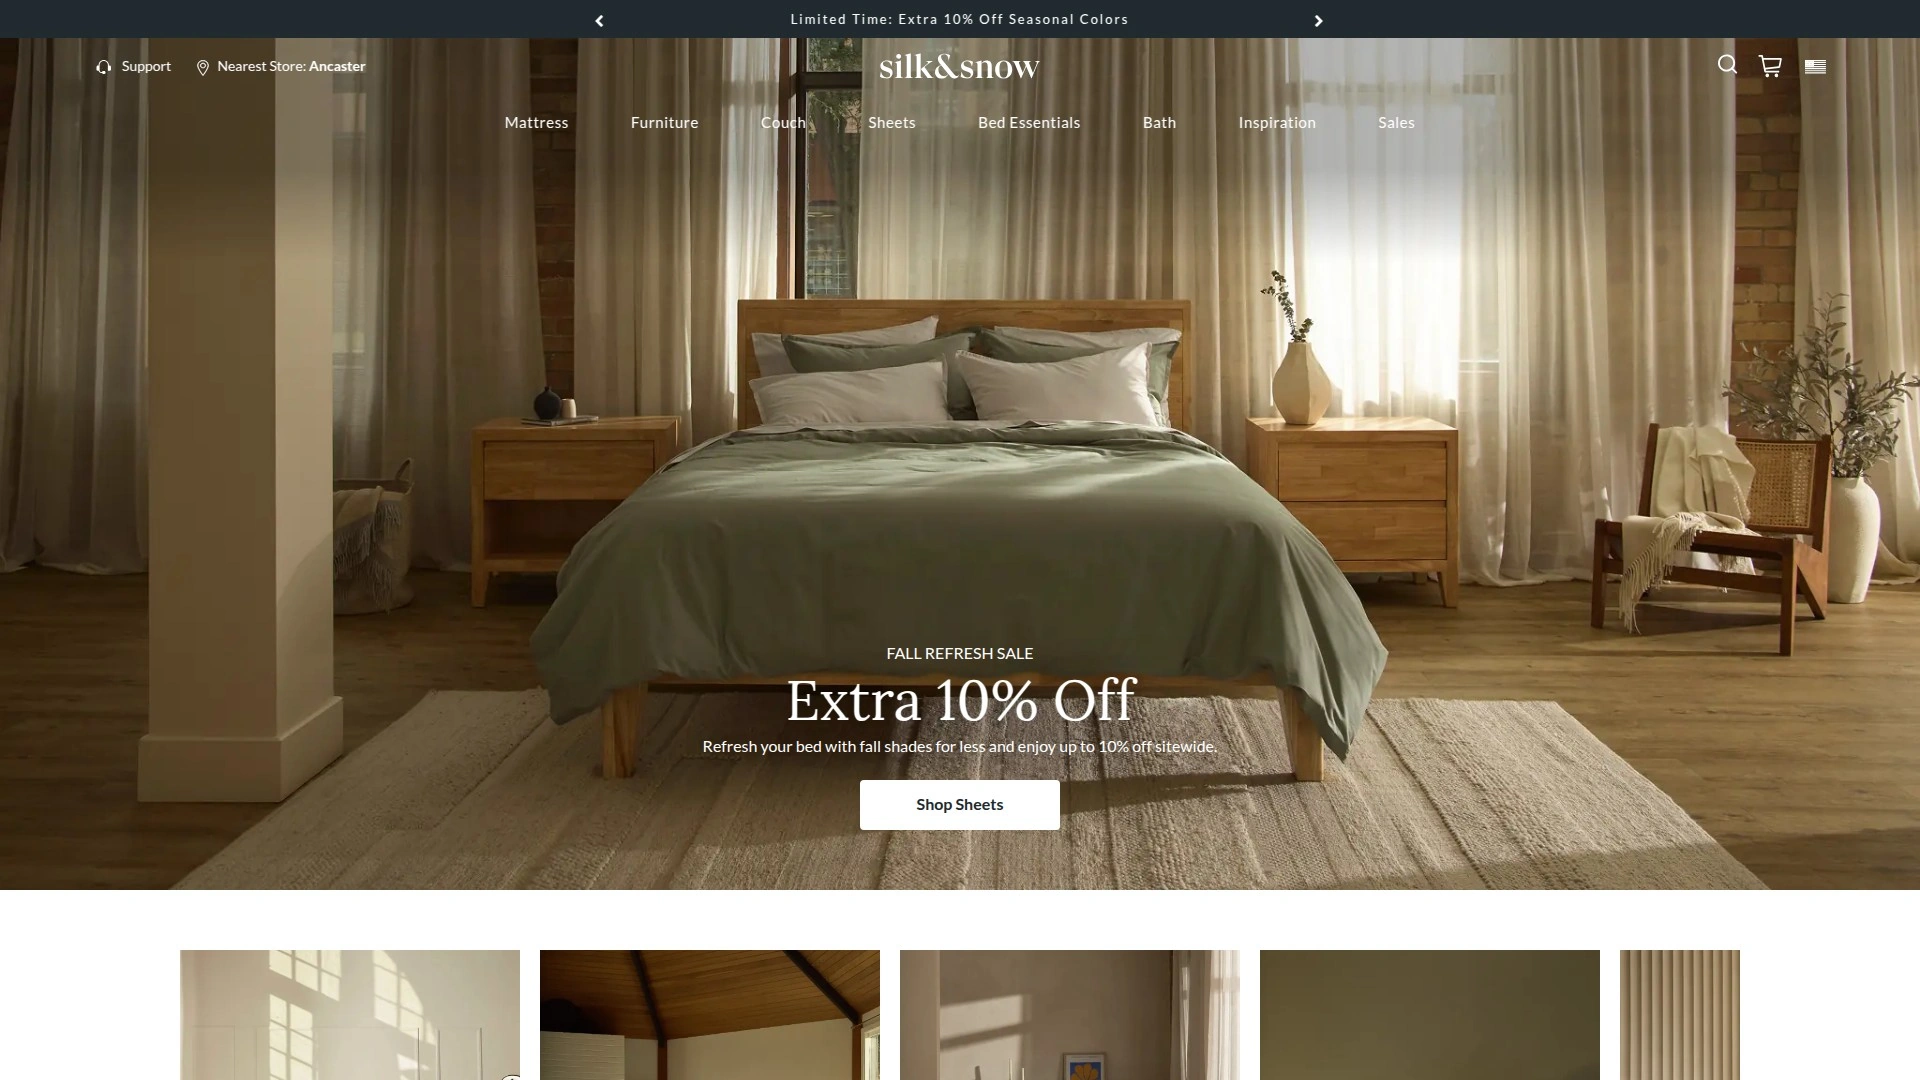 Limited Time: Extra 10% Off Seasonal Colors
Support
Nearest Store: Ancaster
silk&snow
Mattress
Furniture
Couch
Sheets
Bed Essentials
Bath
Inspiration
Sales
FALL REFRESH SALE
Extra 10% Off
Refresh your bed with fall shades for less and enjoy up to 10% off sitewide.
Shop Sheets